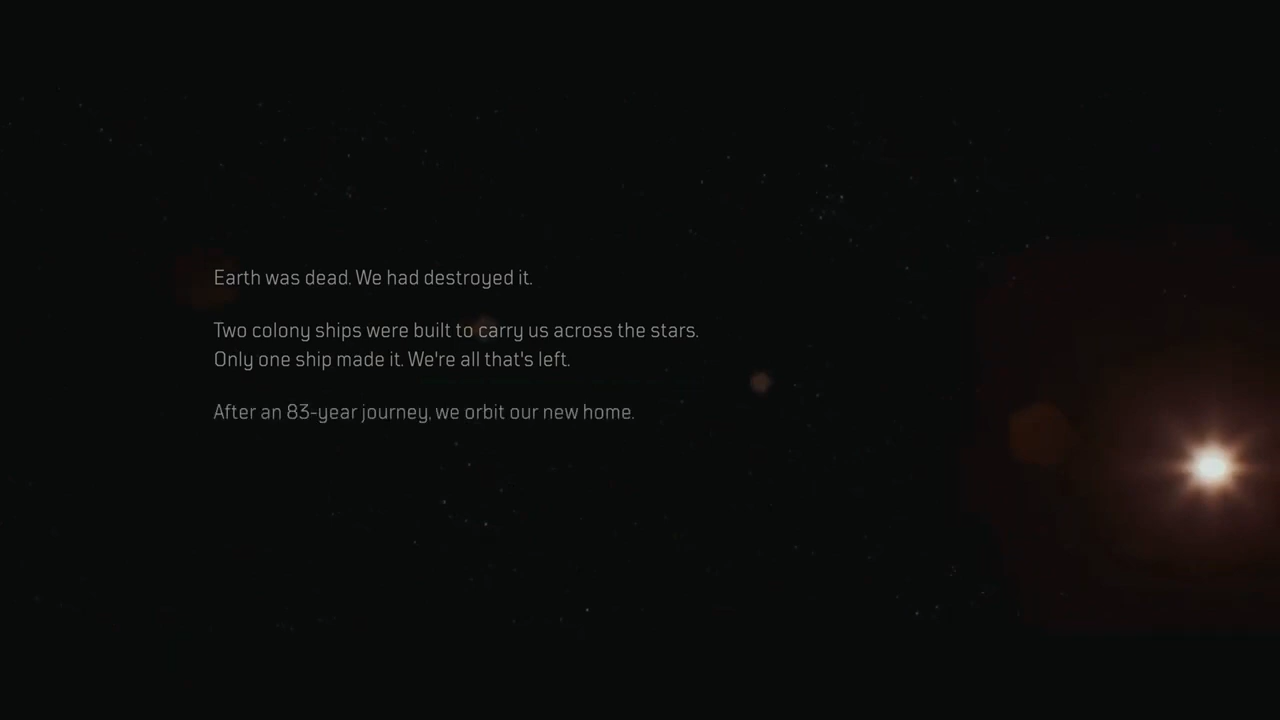 Earth was dead. We had destroyed it.
Two colony ships were built to carry us across the stars.
Only one ship made it. We're all that's left.
After an 83-year journey, we orbit our new home.